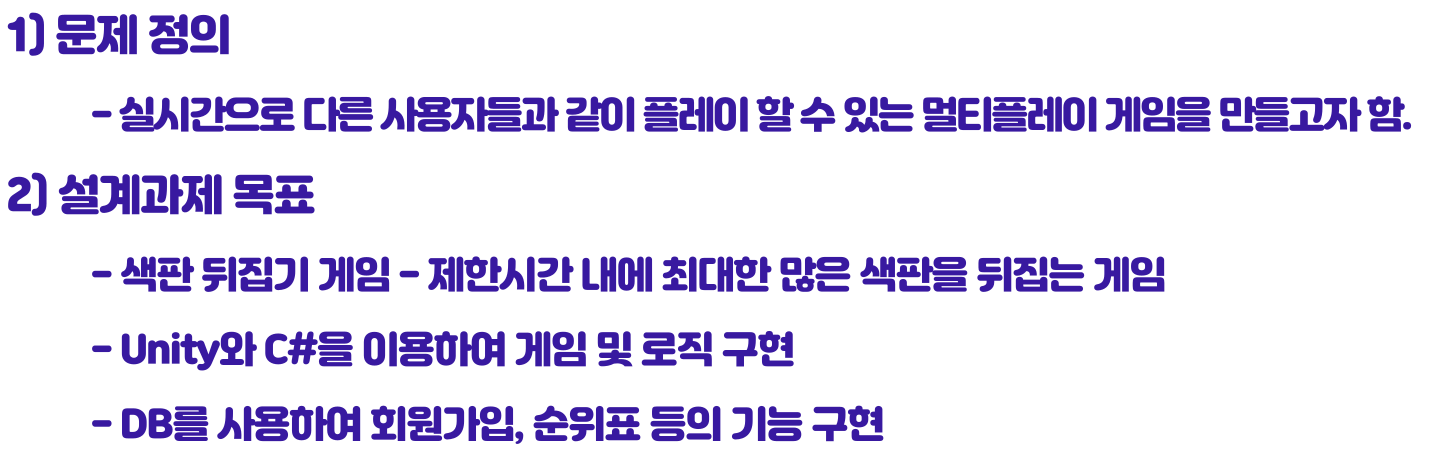 1) 문제 정의
- 실시간으로 다른 사용자들과 같이 플레이 할 수 있는 멀티플레이 게임을 만들고자 함.
2) 설계과제 목표
- 색판 뒤집기 게임 - 제한시간 내에 최대한 많은 색판을 뒤집는 게임
- Unity와 C#을 이용하여 게임 및 로직 구현
- DB를 사용하여 회원가입, 순위표 등의 기능 구현